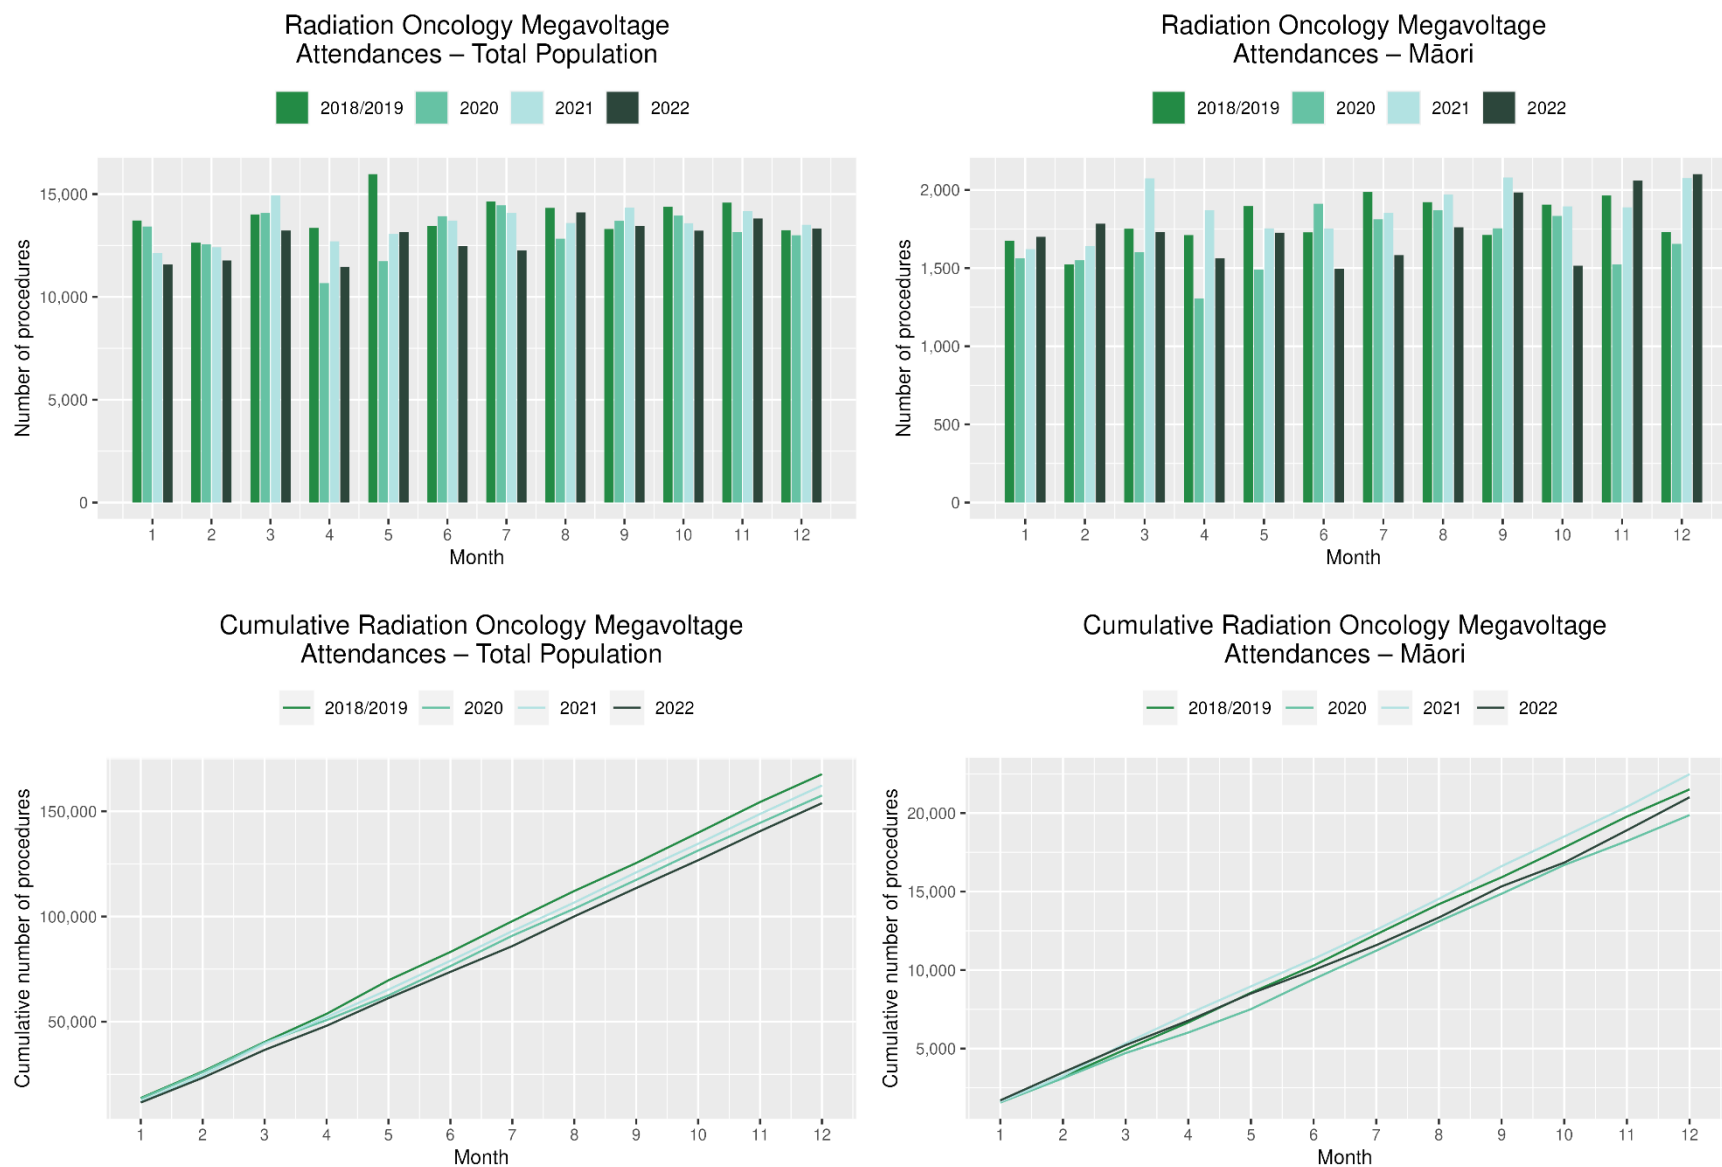 Radiation Oncology Megavoltage
Attendances – Total Population
2018/2019 2020 2021 2022
Number of procedures
15,000
10,000
5,000
0
1 2 3 4 5 6 7 8 9 10 11 12
Month
Radiation Oncology Megavoltage
Attendances – Māori
2018/2019 2020 2021 2022
Number of procedures
2,000
1,500
1,000
500
0
1 2 3 4 5 6 7 8 9 10 11 12
Month
Cumulative Radiation Oncology Megavoltage
Attendances – Total Population
2018/2019 2020 2021 2022
Cumulative number of procedures
150,000
100,000
50,000
1 2 3 4 5 6 7 8 9 10 11 12
Month
Cumulative Radiation Oncology Megavoltage
Attendances – Māori
2018/2019 2020 2021 2022
Cumulative number of procedures
20,000
15,000
10,000
5,000
1 2 3 4 5 6 7 8 9 10 11 12
Month